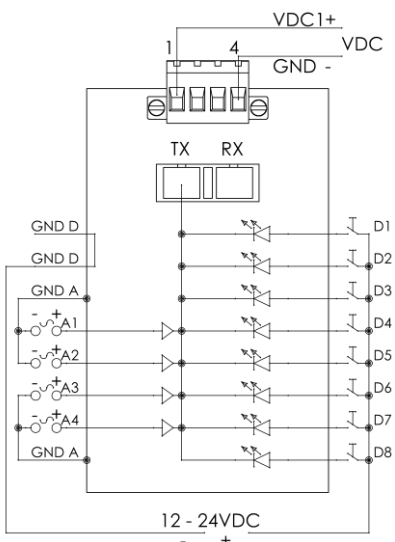 VDC1+
1 4 VDC
GND -
TX RX
GND D D1
GND D D2
GND A D3
- + A1 D4
- + A2 D5
- + A3 D6
- + A4 D7
GND A D8
12 - 24VDC
- +